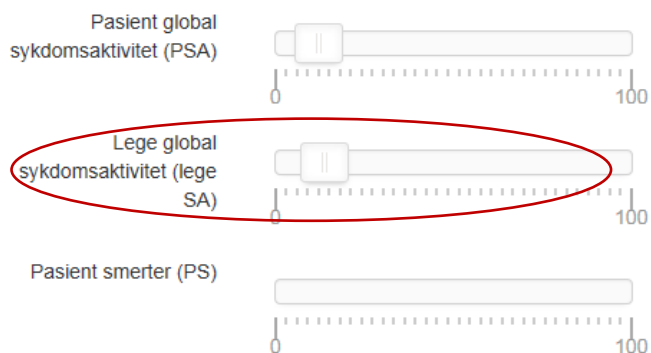 Pasient global
sykdomsaktivitet (PSA)
0 100
Lege global
sykdomsaktivitet (lege
SA)
0 100
Pasient smerter (PS)
0 100